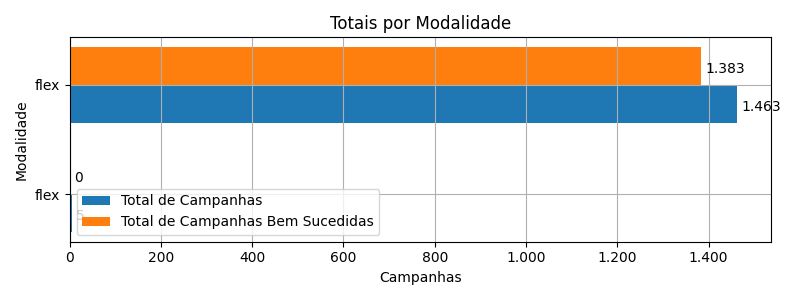 Totais por Modalidade
Modalidade
flex
1.383
1.463
flex
0
Total de Campanhas
Total de Campanhas Bem Sucedidas
0 200 400 600 800 1.000 1.200 1.400
Campanhas